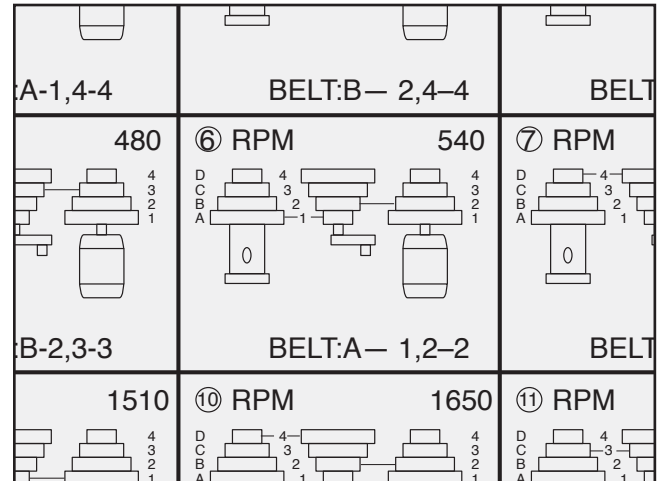 :A-1,4-4
BELT:B— 2,4–4
BELT
480
⑥ RPM 540
⑦ RPM
4
3
2
1
D 4 4
C 3 3
B 2 2
A 1 1
D 4
C 3
B 2
A 1
:B-2,3-3
BELT:A— 1,2–2
BELT
1510
⑩ RPM 1650
⑪ RPM
4
3
2
1
D 4 4
C 3 3
B 2 2
A 1 1
D 4
C 3
B 2
A 1